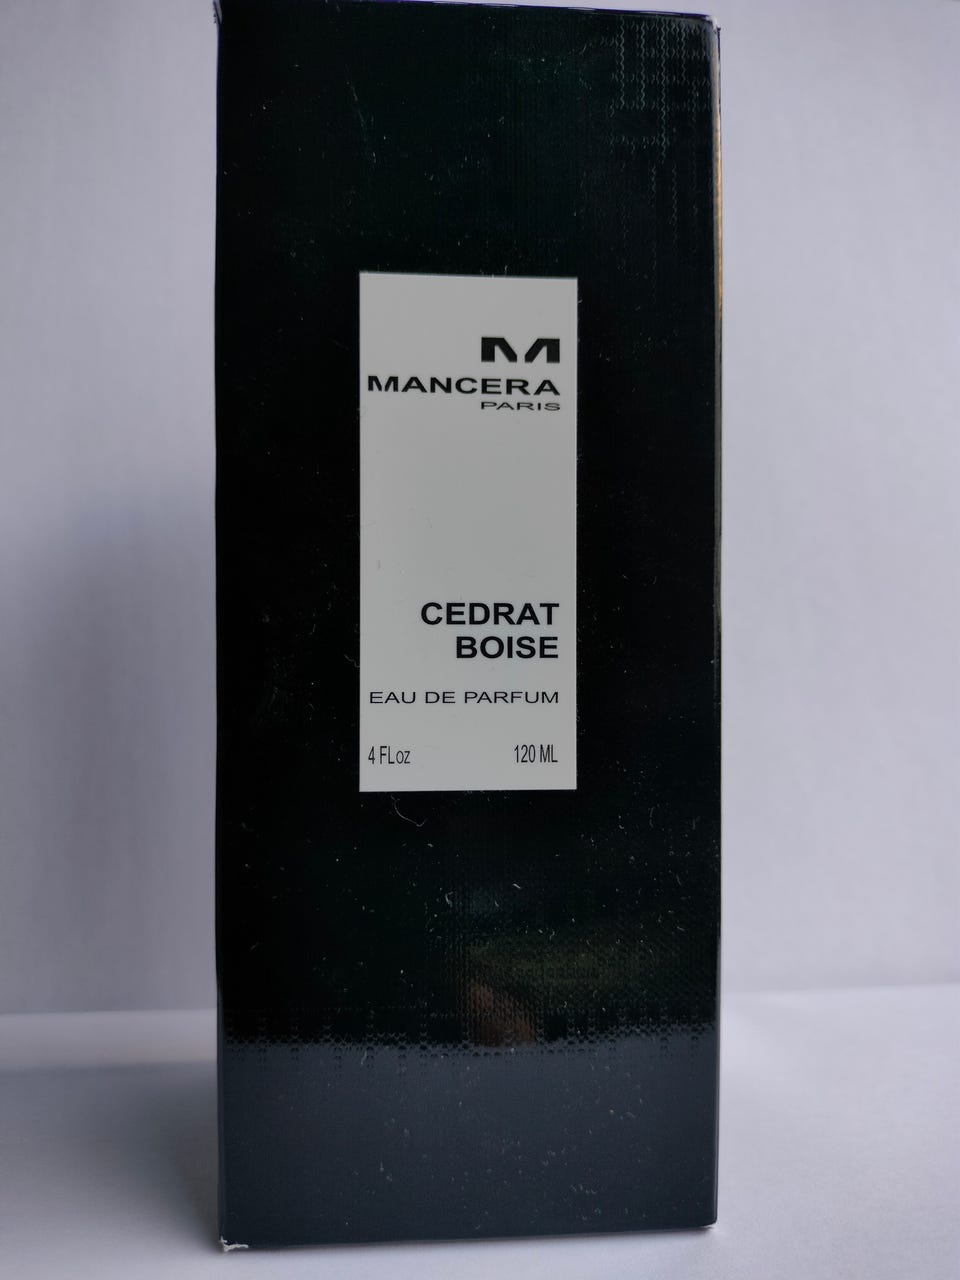 M
MANCERA
PARIS
CEDRAT
BOISE
EAU DE PARFUM
4 FLoz 120 ML